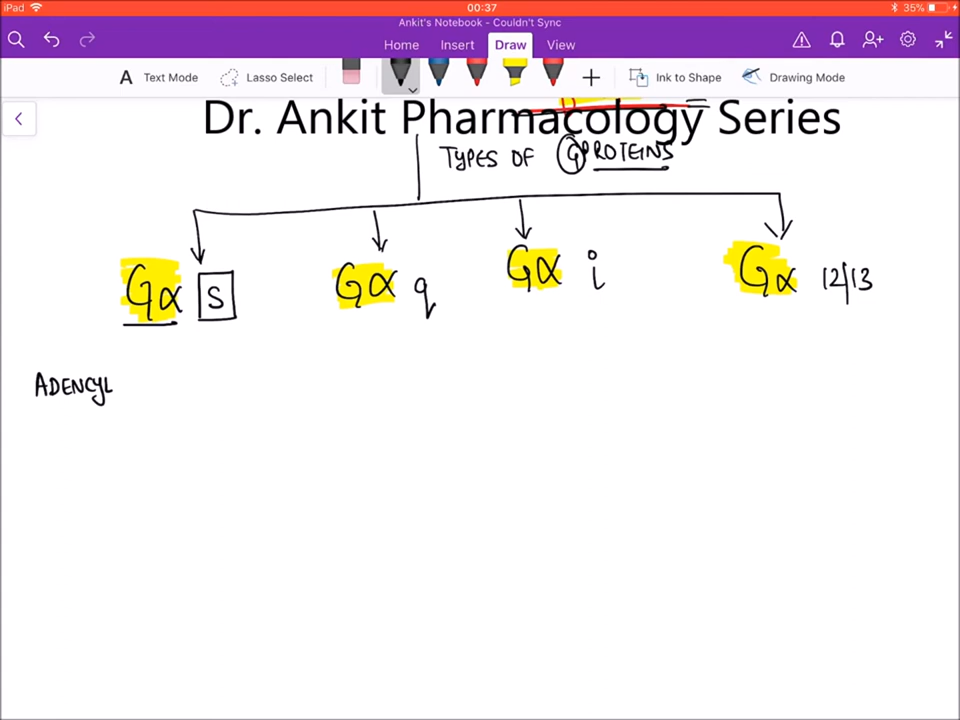 iPad 00:37 35%
Ankit's Notebook - Couldn't Sync
Home Insert Draw View
A Text Mode Lasso Select Ink to Shape Drawing Mode
Dr. Ankit Pharmacology Series
TYPES OF G PROTEINS
Gα S Gα q Gα i Gα 12/13
ADENCYL